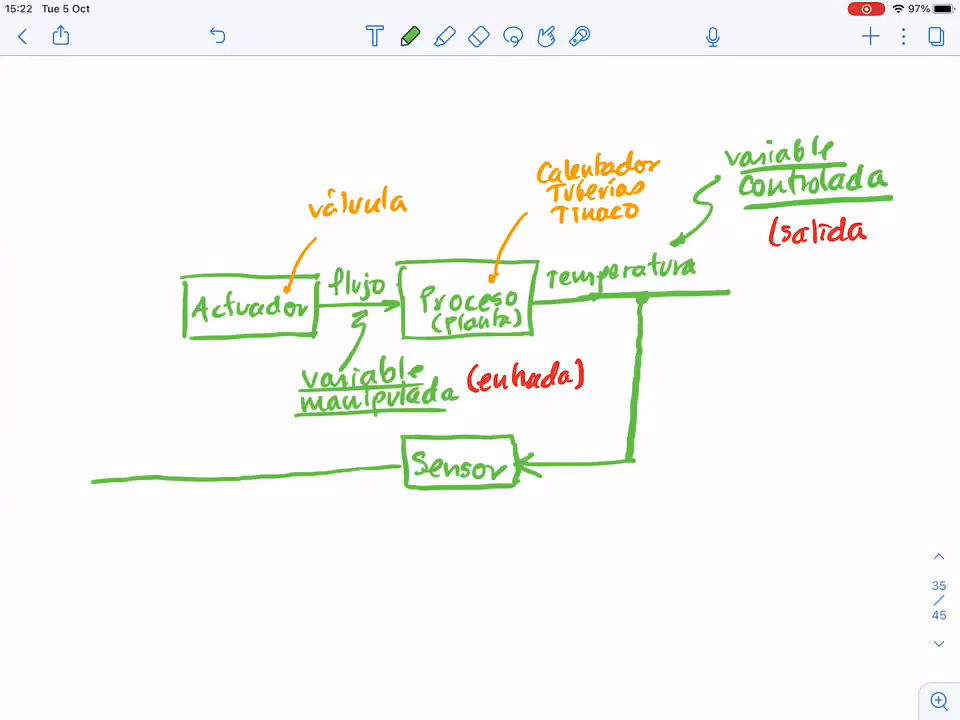 15:22 Tue 5 Oct
97%
variable
controlada
(salida
Calentador
Tuberías
Tinaco
válvula
Temperatura
flujo
Actuador
Proceso
(planta)
variable
manipulada
(entrada)
Sensor
35
/
45